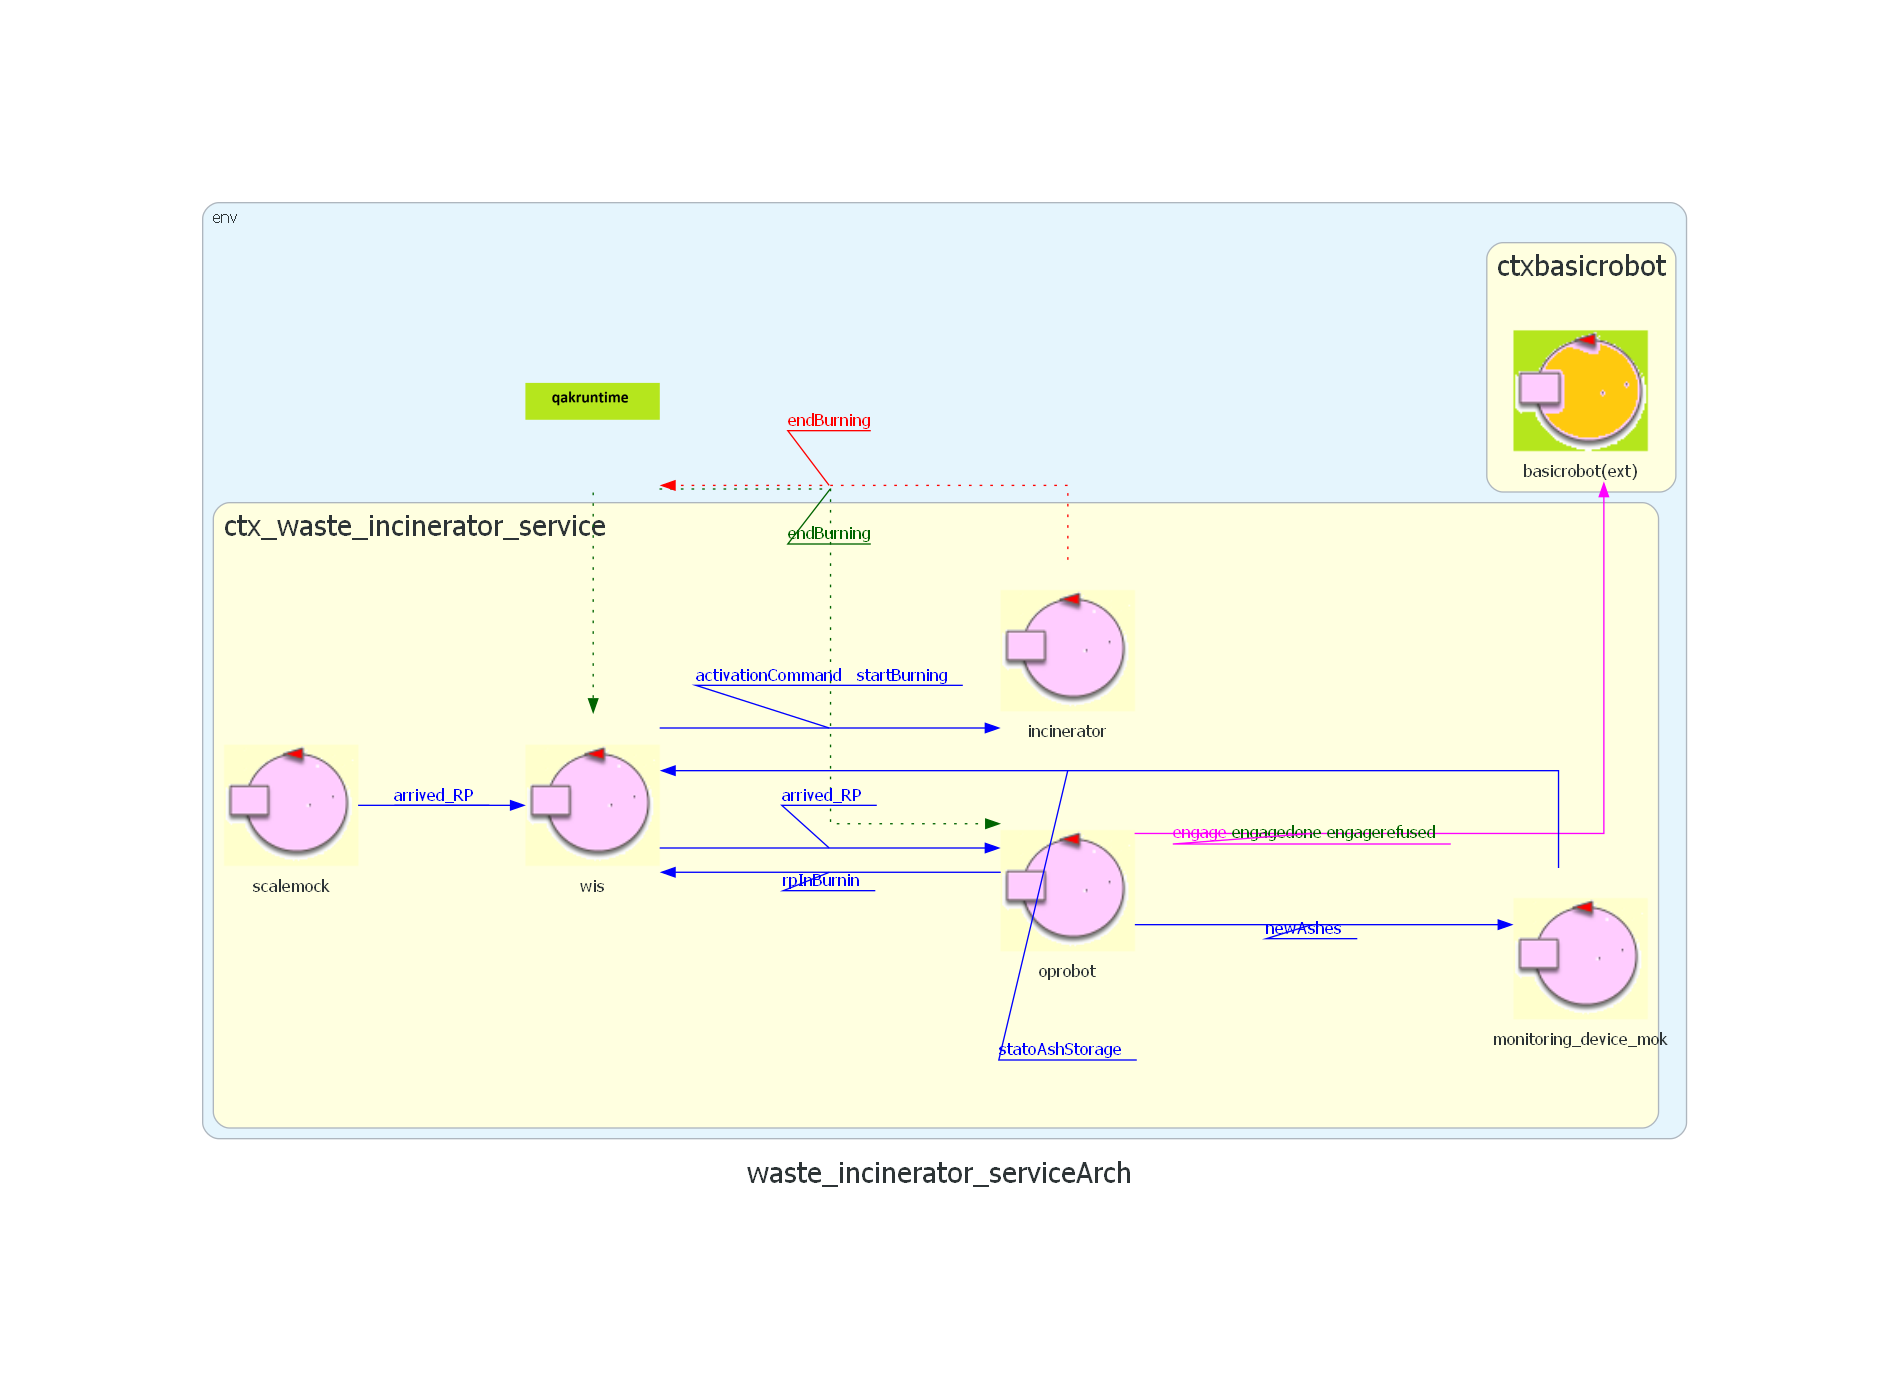 env
ctxbasicrobot
basicrobot(ext)
qakruntime
endBurning
ctx_waste_incinerator_service
endBurning
activationCommand startBurning
incinerator
arrived_RP
arrived_RP
engage engagedone engagerefused
scalemock
wis
rpInBurnin
newAshes
oprobot
monitoring_device_mok
statoAshStorage
waste_incinerator_serviceArch